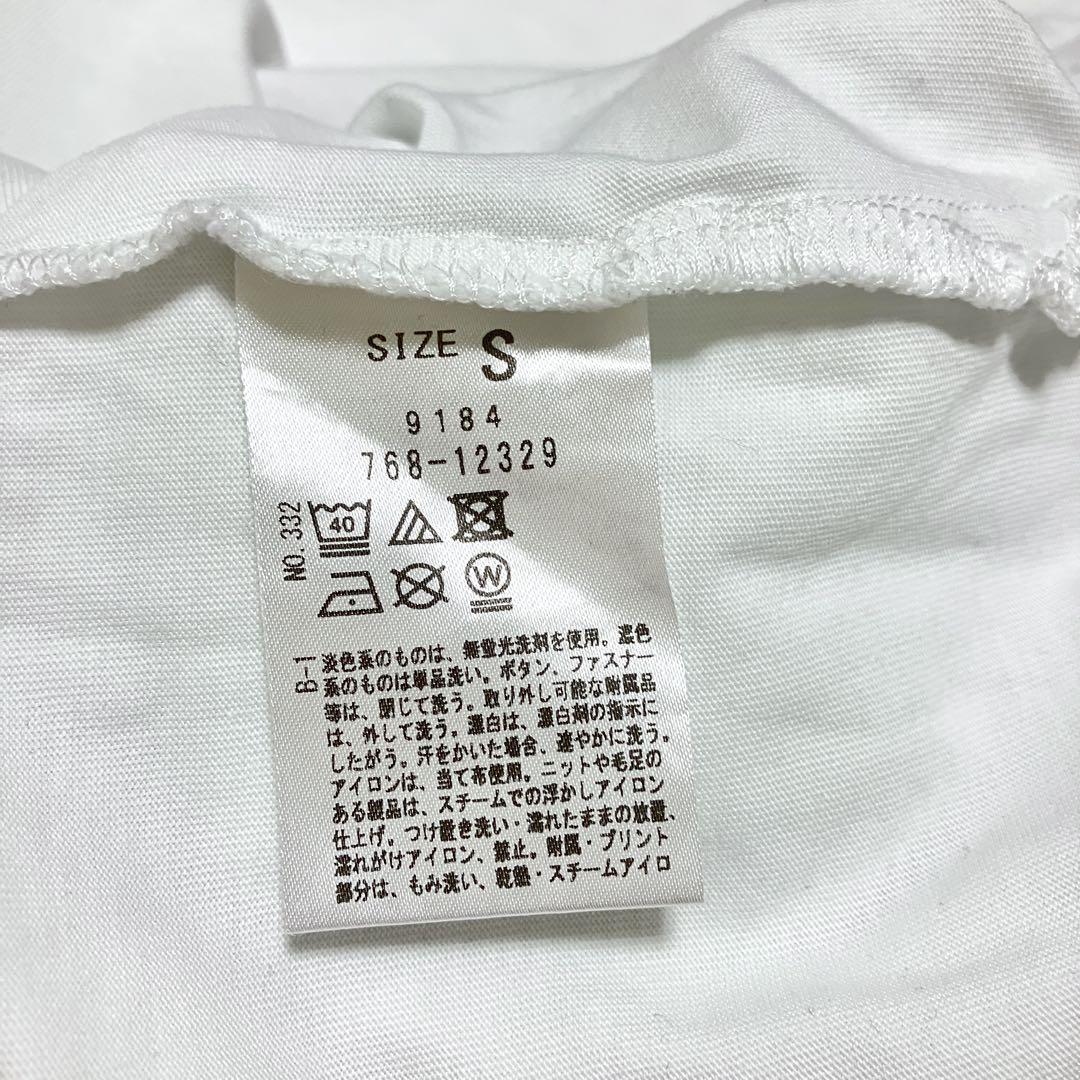 SIZE S
9184
768-12329
NO. 332
40
W
B-1
淡色系のものは、無蛍光洗剤を使用。濃色
系のものは単品洗い。ボタン、ファスナー
等は、閉じて洗う。取り外し可能な附属品
は、外して洗う。漂白は、漂白剤の指示に
したがう。汗をかいた場合、速やかに洗う。
アイロンは、当て布使用。ニットや毛足の
ある製品は、スチームでの浮かしアイロン
仕上げ。つけ置き洗い・濡れたままの放置、
濡れがけアイロン、禁止。附属・プリント
部分は、もみ洗い、乾熱・スチームアイロ